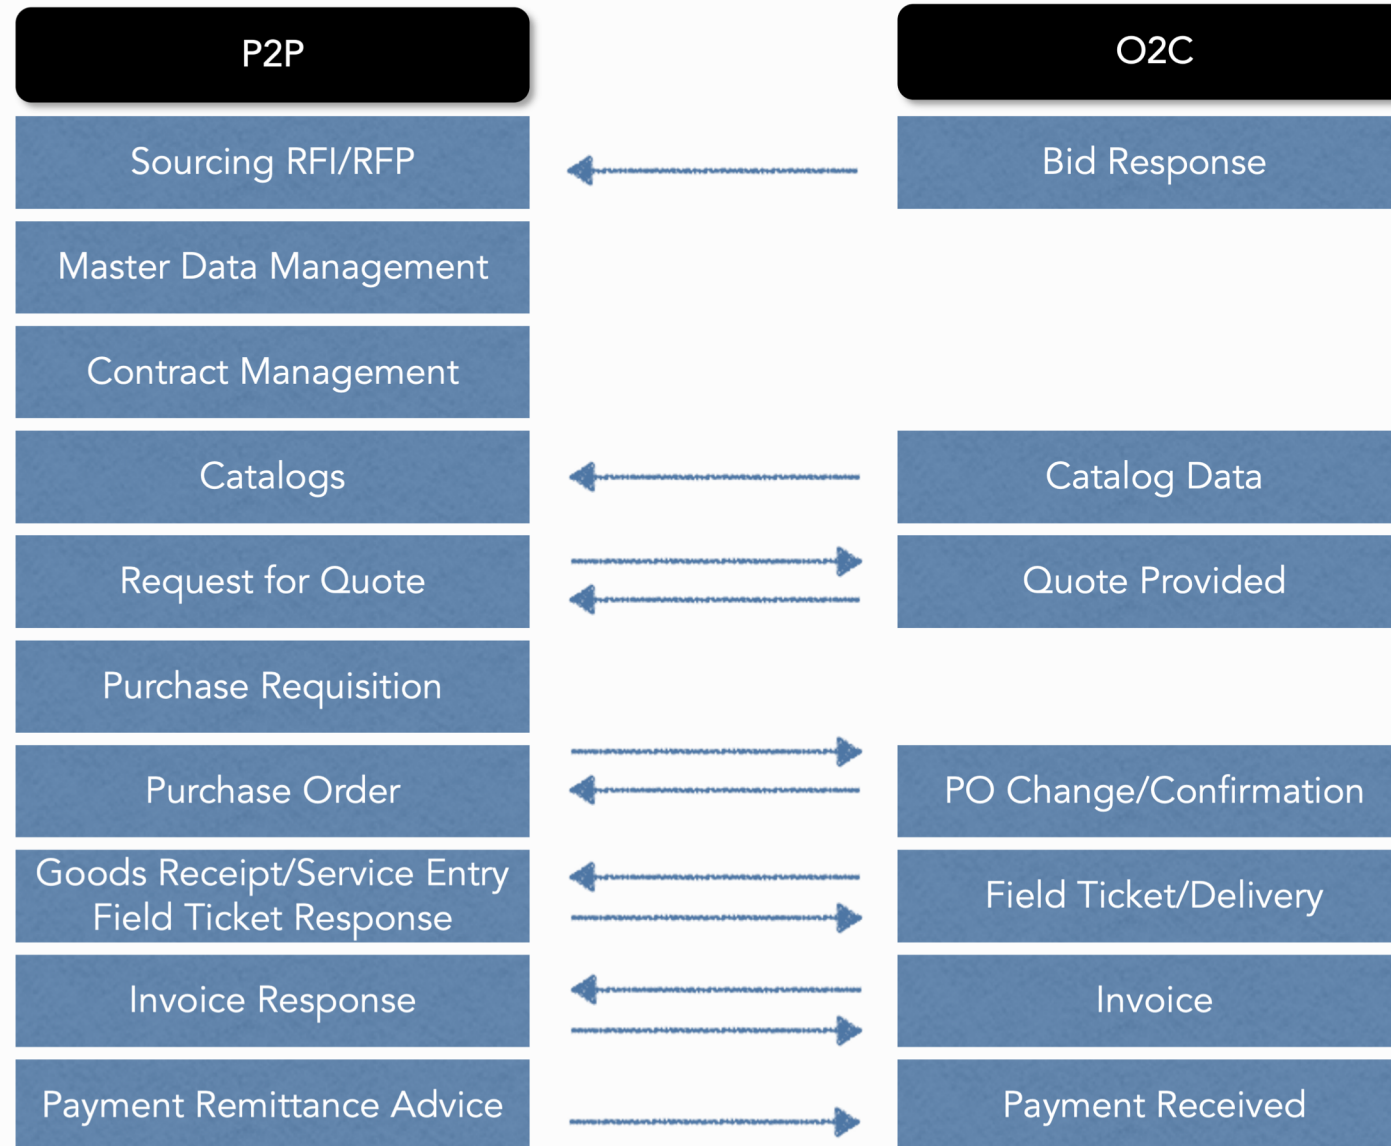 P2P
O2C
Sourcing RFI/RFP
Bid Response
Master Data Management
Contract Management
Catalogs
Catalog Data
Request for Quote
Quote Provided
Purchase Requisition
Purchase Order
PO Change/Confirmation
Goods Receipt/Service Entry
Field Ticket Response
Field Ticket/Delivery
Invoice Response
Invoice
Payment Remittance Advice
Payment Received